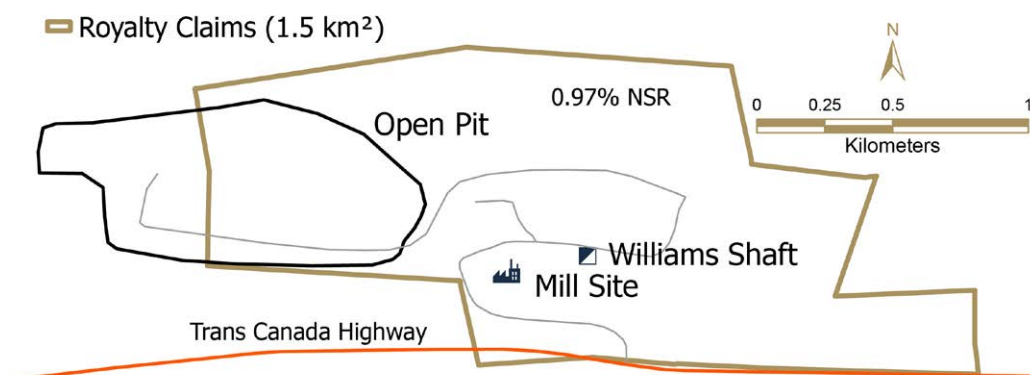 Royalty Claims (1.5 km²)
N
0.97% NSR
0 0.25 0.5 1
Kilometers
Open Pit
Williams Shaft
Mill Site
Trans Canada Highway